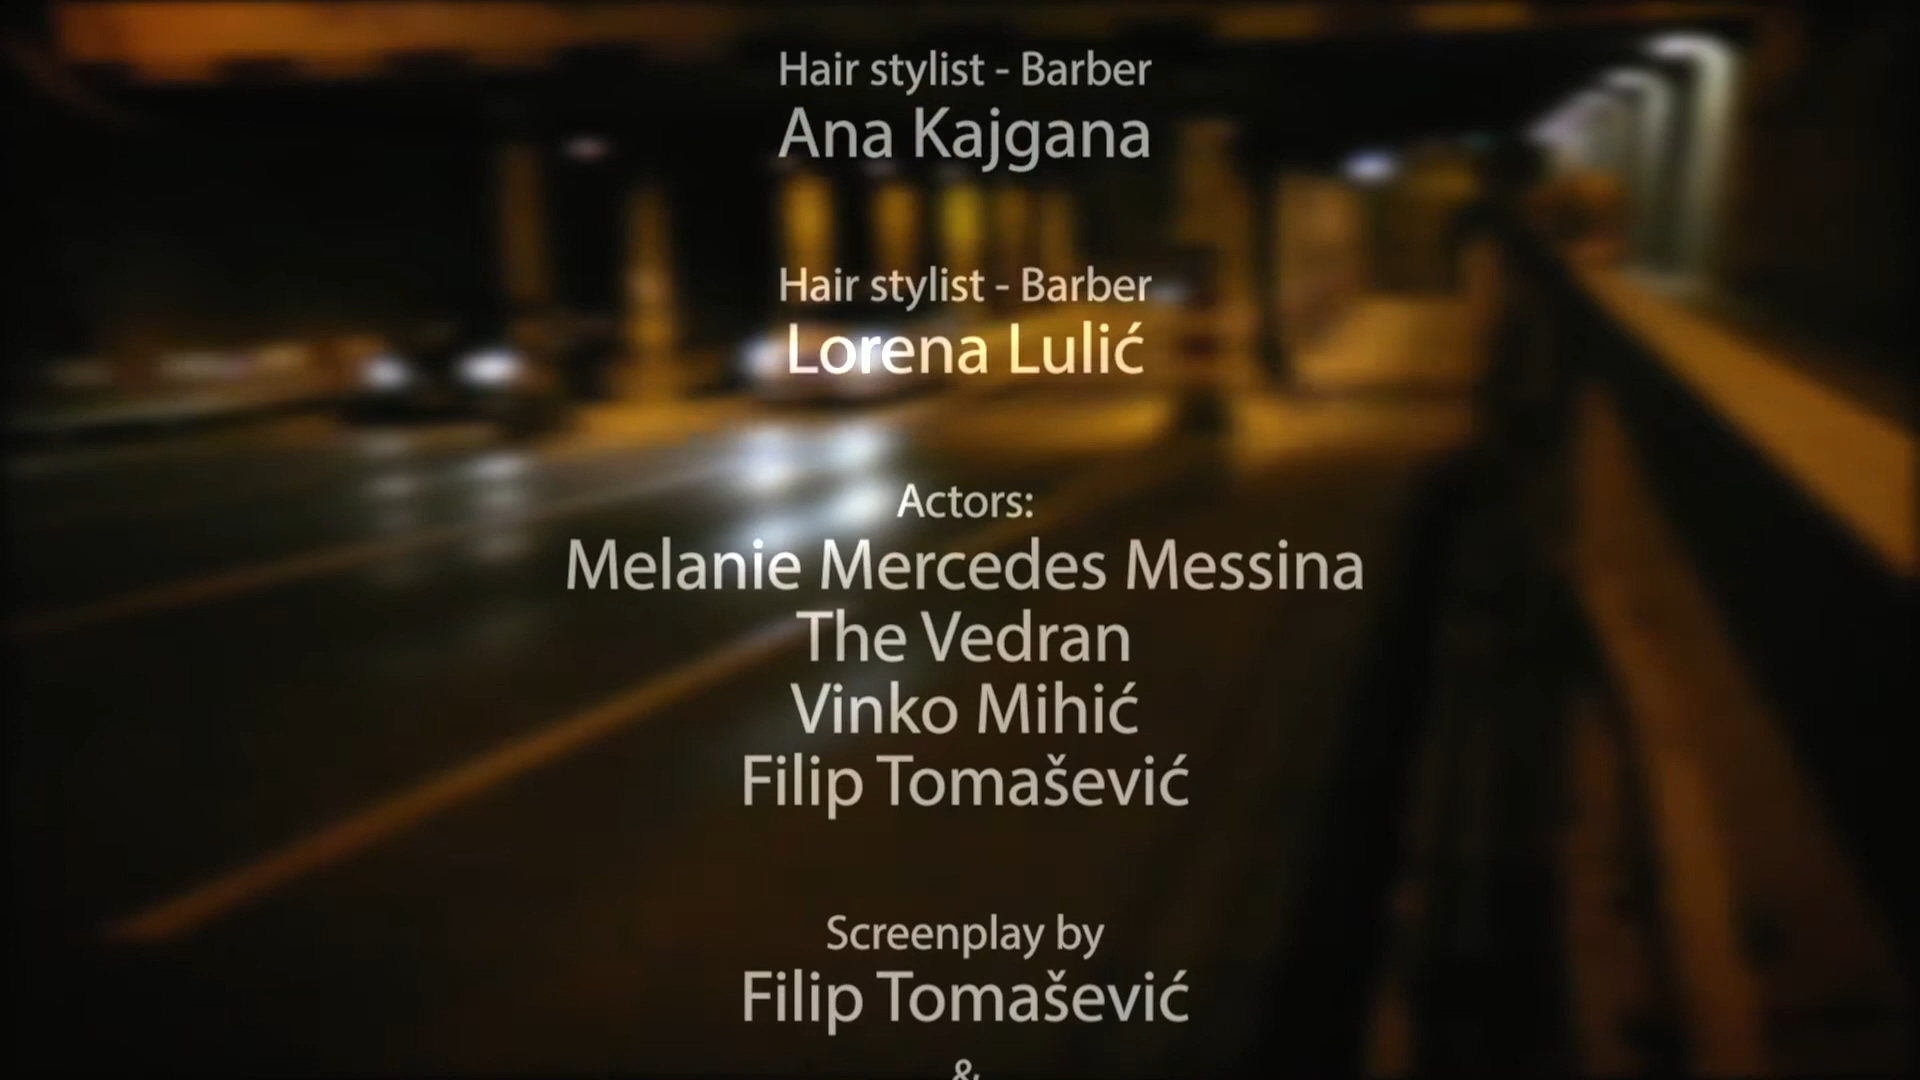 Hair stylist - Barber
Ana Kajgana
Hair stylist - Barber
Lorena Lulić
Actors:
Melanie Mercedes Messina
The Vedran
Vinko Mihić
Filip Tomašević
Screenplay by
Filip Tomašević
&